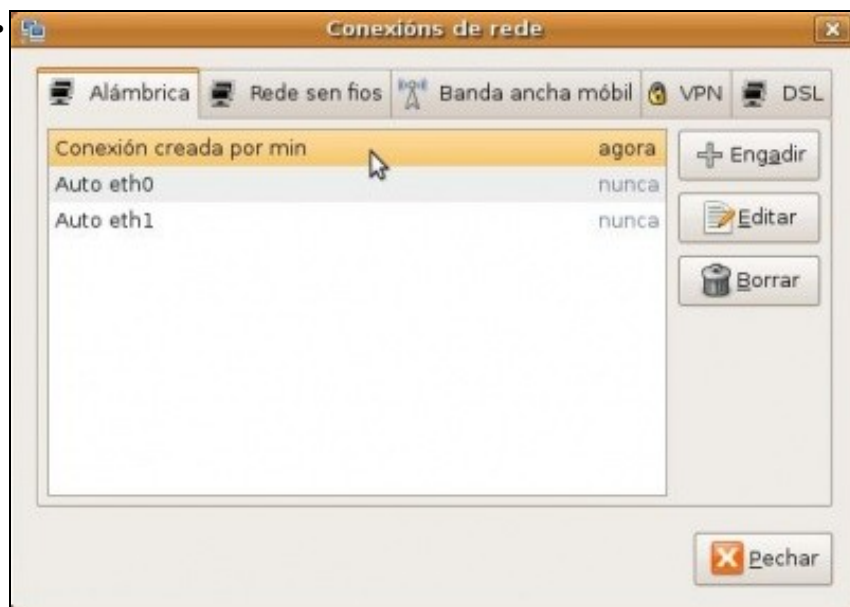 Conexións de rede
Alámbrica Rede sen fios Banda ancha móbil VPN DSL
Conexión creada por min agora
Auto eth0 nunca
Auto eth1 nunca
Engadir
Editar
Borrar
Pechar